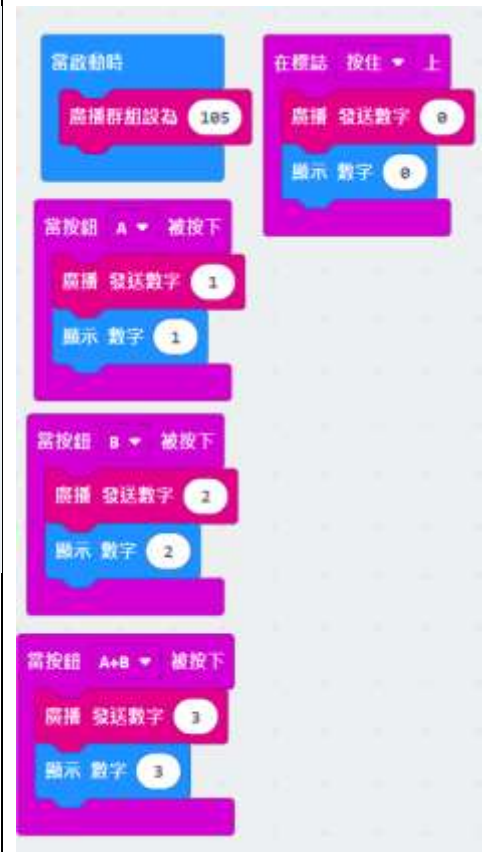 當啟動時
廣播群組設為 105
在標誌 按住 上
廣播 發送數字 0
顯示 數字 0
當按鈕 A 被按下
廣播 發送數字 1
顯示 數字 1
當按鈕 B 被按下
廣播 發送數字 2
顯示 數字 2
當按鈕 A+B 被按下
廣播 發送數字 3
顯示 數字 3